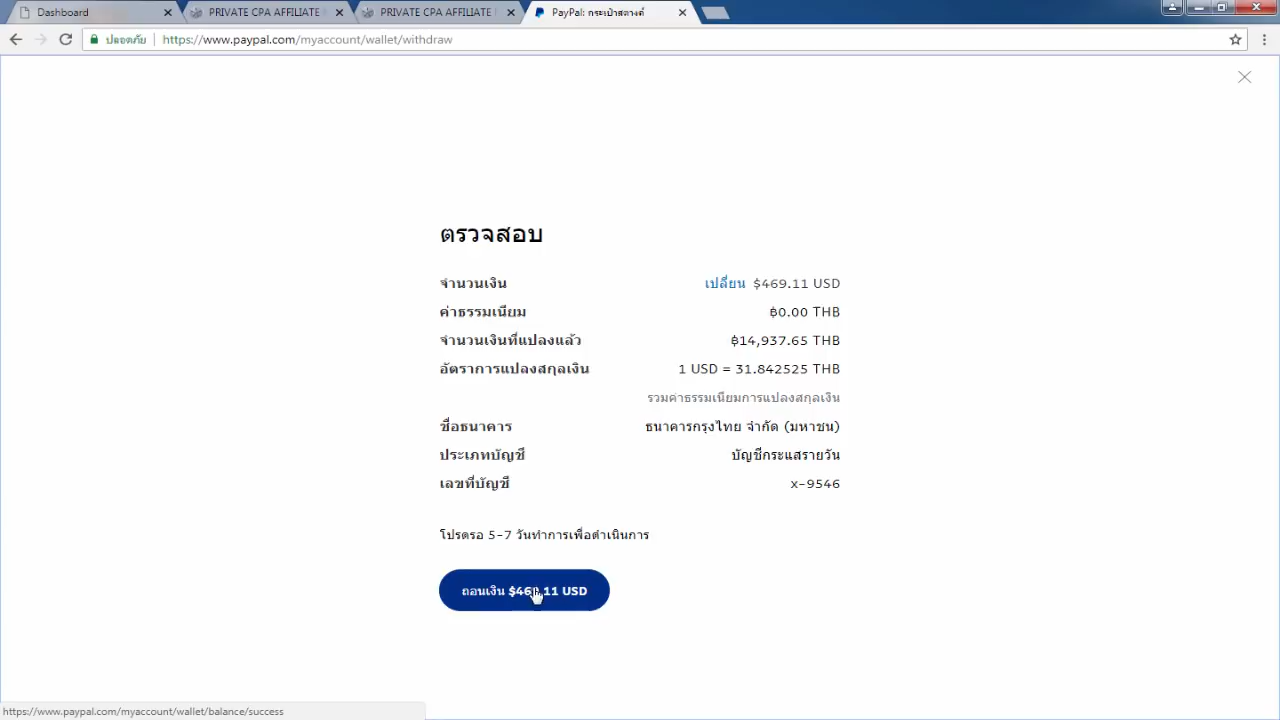 Dashboard
PRIVATE CPA AFFILIATE
PRIVATE CPA AFFILIATE
PayPal: กระเป๋าสตางค์
ปลอดภัย
https://www.paypal.com/myaccount/wallet/withdraw
ตรวจสอบ
จำนวนเงิน เปลี่ยน $469.11 USD
ค่าธรรมเนียม ฿0.00 THB
จำนวนเงินที่แปลงแล้ว ฿14,937.65 THB
อัตราการแปลงสกุลเงิน 1 USD = 31.842525 THB
รวมค่าธรรมเนียมการแปลงสกุลเงิน
ชื่อธนาคาร ธนาคารกรุงไทย จำกัด (มหาชน)
ประเภทบัญชี บัญชีกระแสรายวัน
เลขที่บัญชี x-9546
โปรดรอ 5-7 วันทำการเพื่อดำเนินการ
ถอนเงิน $469.11 USD
https://www.paypal.com/myaccount/wallet/balance/success